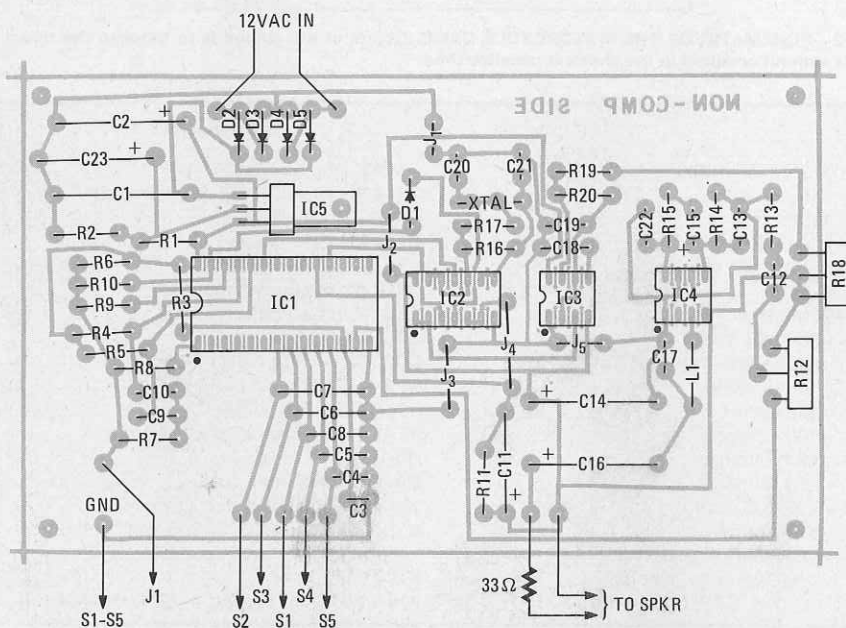 12VAC IN
NON-COMP SIDE
C2 + D2 D3 D4 D5 J1
C23 + C20 C21 R19
C1 IC5 D1 XTAL R20 C22 R15 C15 R14 C13 R13
R2 R1 J2 R17 C19
R16 C18 +
R6
R10 R3 IC1 IC2 IC3 IC4 C12 R18
R9
R4 J4 J5
R5 C17
R8 J3 L1 R12
C10 C7 + C14
C9 C6
R7 C8
C5 R11 C11 + C16
C4
GND C3 +
J1 S3 S4 33Ω TO SPKR
S1-S5 S2 S1 S5